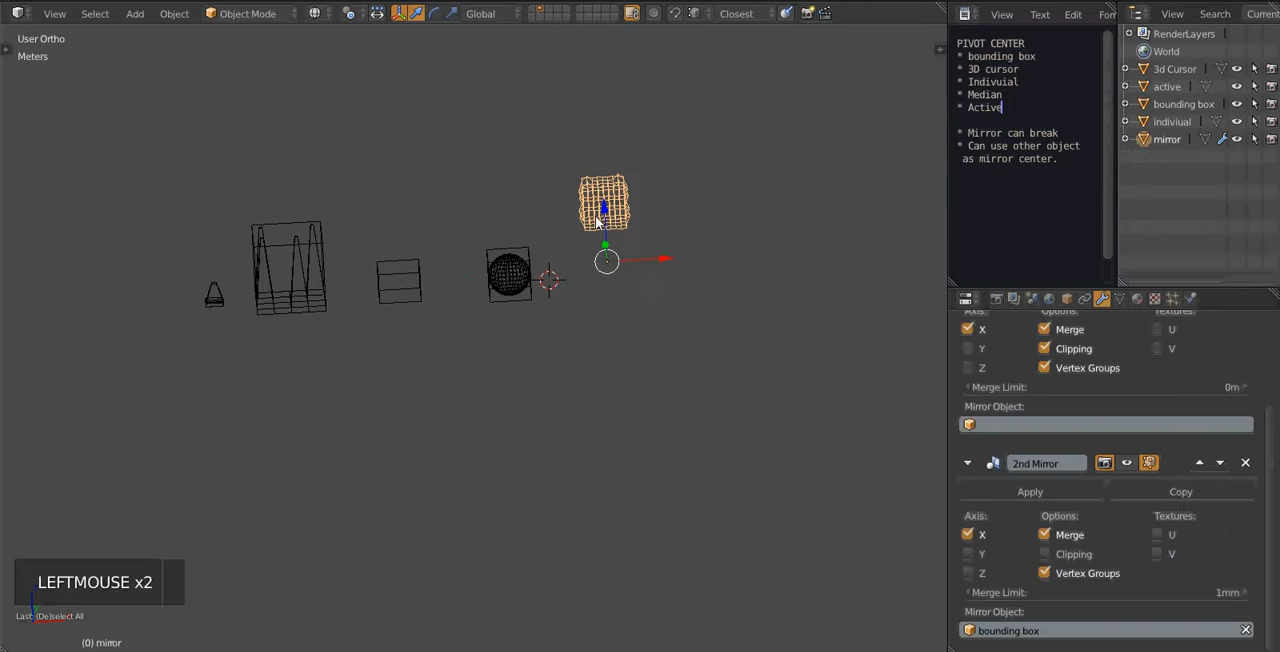 View Select Add Object Object Mode Global Closest
User Ortho
Meters
LEFTMOUSE x2
Last: (De)select All
(0) mirror
View Text Edit For
PIVOT CENTER
* bounding box
* 3D cursor
* Indiviuial
* Median
* Active
* Mirror can break
* Can use other object
as mirror center.
View Search Current
RenderLayers
World
3d Cursor
active
bounding box
indiviual
mirror
Axis: Options: Textures:
X Merge U
Y Clipping V
Z Vertex Groups
Merge Limit: 0m
Mirror Object:
2nd Mirror
Apply Copy
Axis: Options: Textures:
X Merge U
Y Clipping V
Z Vertex Groups
Merge Limit: 1mm
Mirror Object:
bounding box